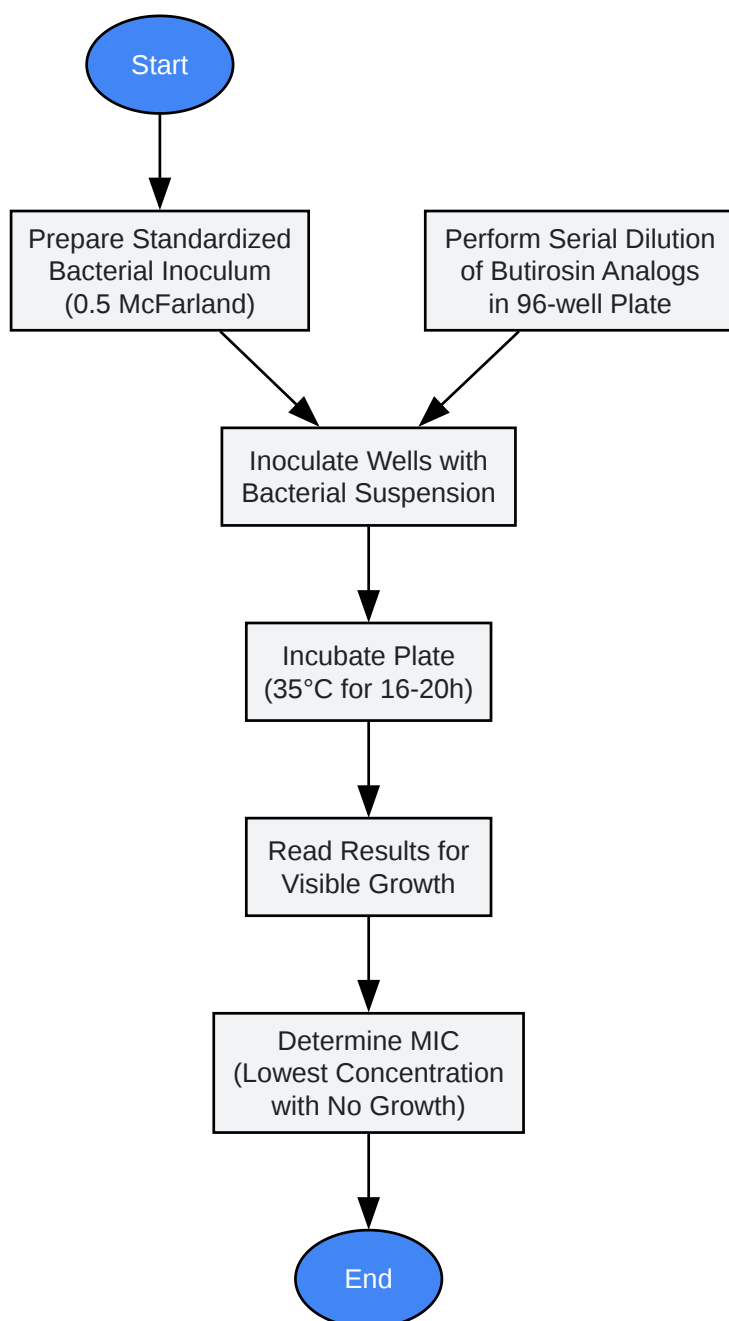 Start
Prepare Standardized
Bacterial Inoculum
(0.5 McFarland)
Perform Serial Dilution
of Butirosin Analogs
in 96-well Plate
Inoculate Wells with
Bacterial Suspension
Incubate Plate
(35°C for 16-20h)
Read Results for
Visible Growth
Determine MIC
(Lowest Concentration
with No Growth)
End